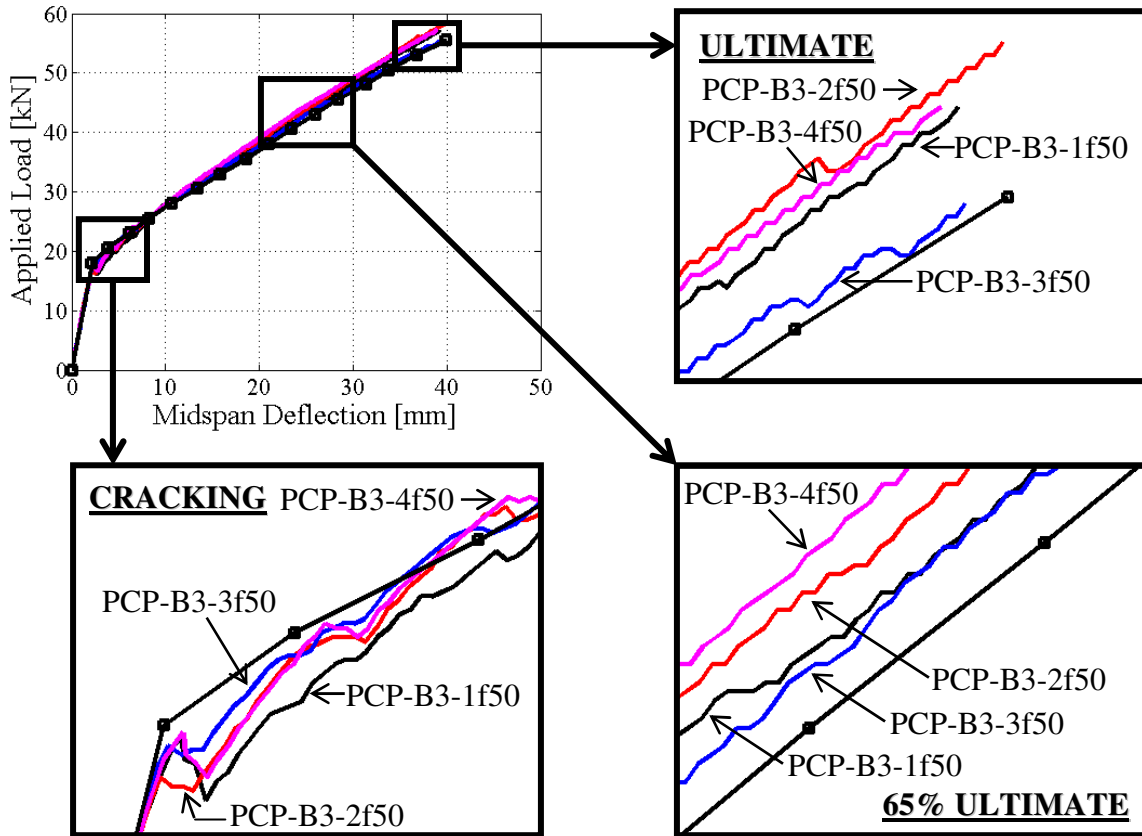 60
50
40
30
20
10
0
Applied Load [kN]
0 10 20 30 40 50
Midspan Deflection [mm]
ULTIMATE
PCP-B3-2f50
PCP-B3-4f50
PCP-B3-1f50
PCP-B3-3f50
CRACKING
PCP-B3-4f50
PCP-B3-3f50
PCP-B3-1f50
PCP-B3-2f50
PCP-B3-4f50
PCP-B3-2f50
PCP-B3-3f50
PCP-B3-1f50
65% ULTIMATE